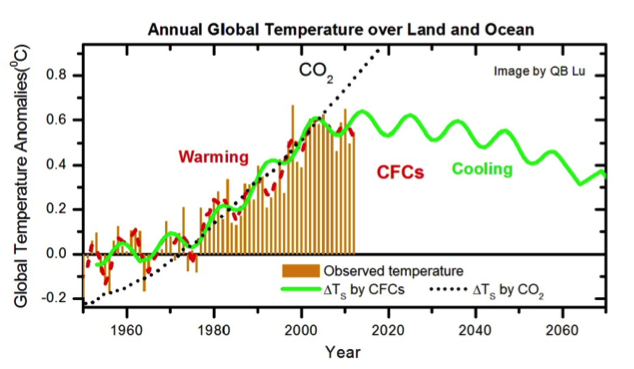 Annual Global Temperature over Land and Ocean
Global Temperature Anomalies(⁰C)
0.8
0.6
0.4
0.2
0.0
-0.2
CO₂
Image by QB Lu
Warming
CFCs
Cooling
Observed temperature
ΔTS by CFCs
ΔTS by CO₂
1960
1980
2000
2020
2040
2060
Year